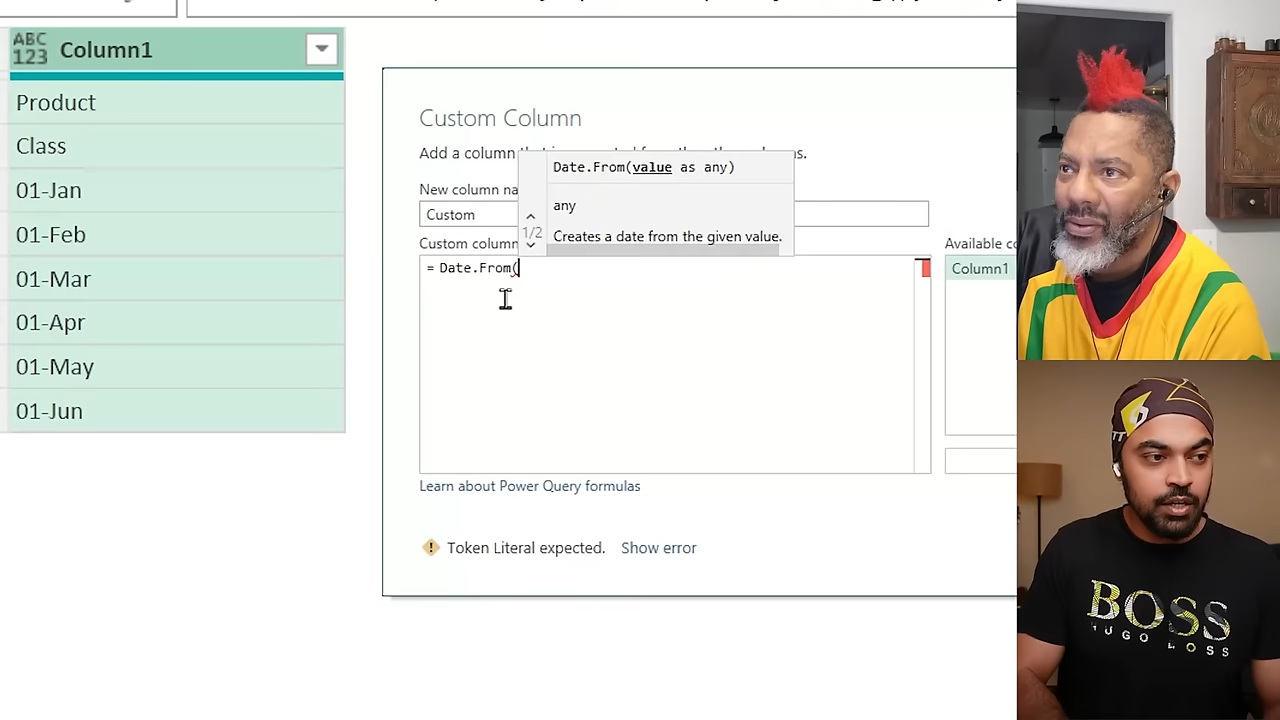 ABC
123
Column1
Product
Class
01-Jan
01-Feb
01-Mar
01-Apr
01-May
01-Jun
Custom Column
Add a column
Date.From(value as any)
any
1/2
Creates a date from the given value.
New column na
Custom
Custom column
= Date.From(
Available co
Column1
Learn about Power Query formulas
Token Literal expected. Show error
BOSS
HUGO BOSS